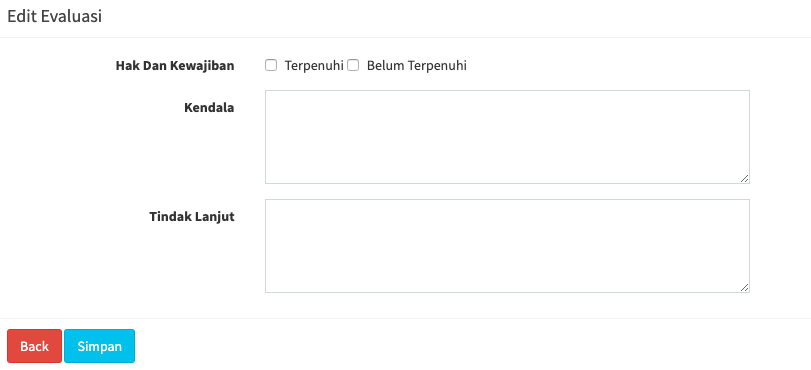 Edit Evaluasi
Hak Dan Kewajiban Terpenuhi Belum Terpenuhi
Kendala
Tindak Lanjut
Back Simpan